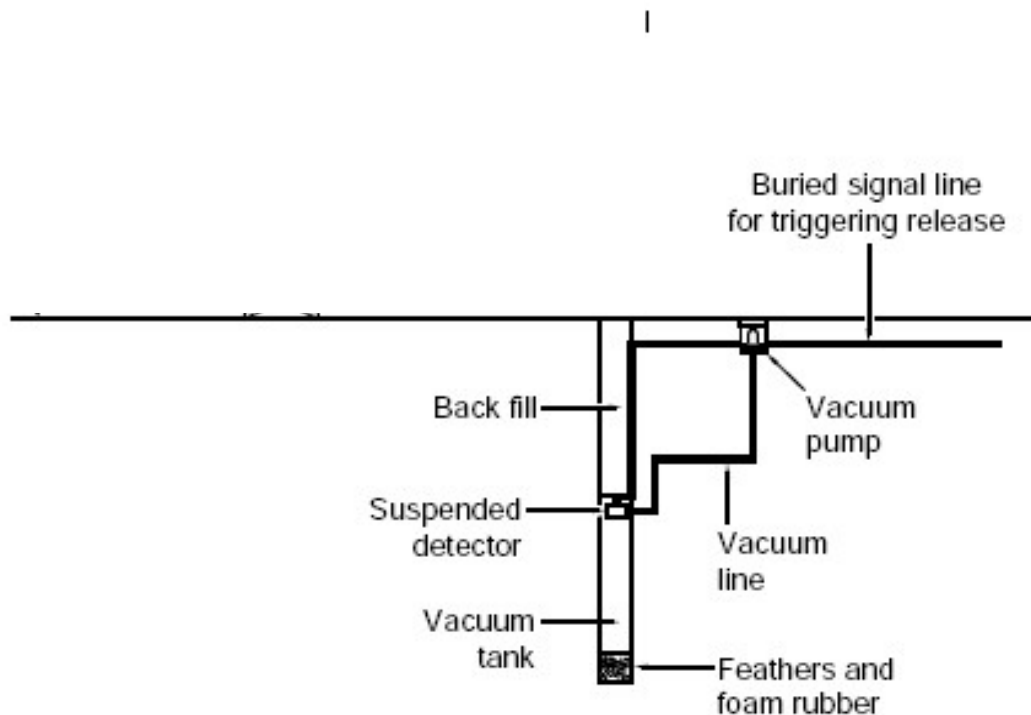 Buried signal line
for triggering release
Back fill
Vacuum
pump
Suspended
detector
Vacuum
line
Vacuum
tank
Feathers and
foam rubber